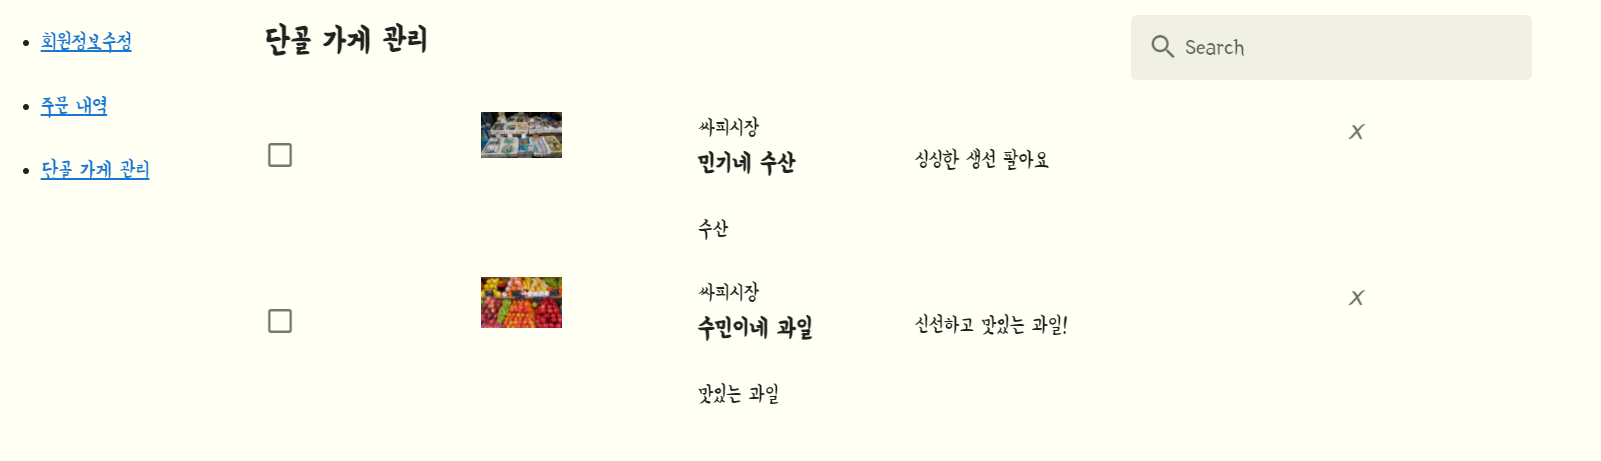 회원정보수정
주문 내역
단골 가게 관리
단골 가게 관리
Search
싸피시장
민기네 수산
싱싱한 생선 팔아요
x
수산
싸피시장
수민이네 과일
신선하고 맛있는 과일!
x
맛있는 과일